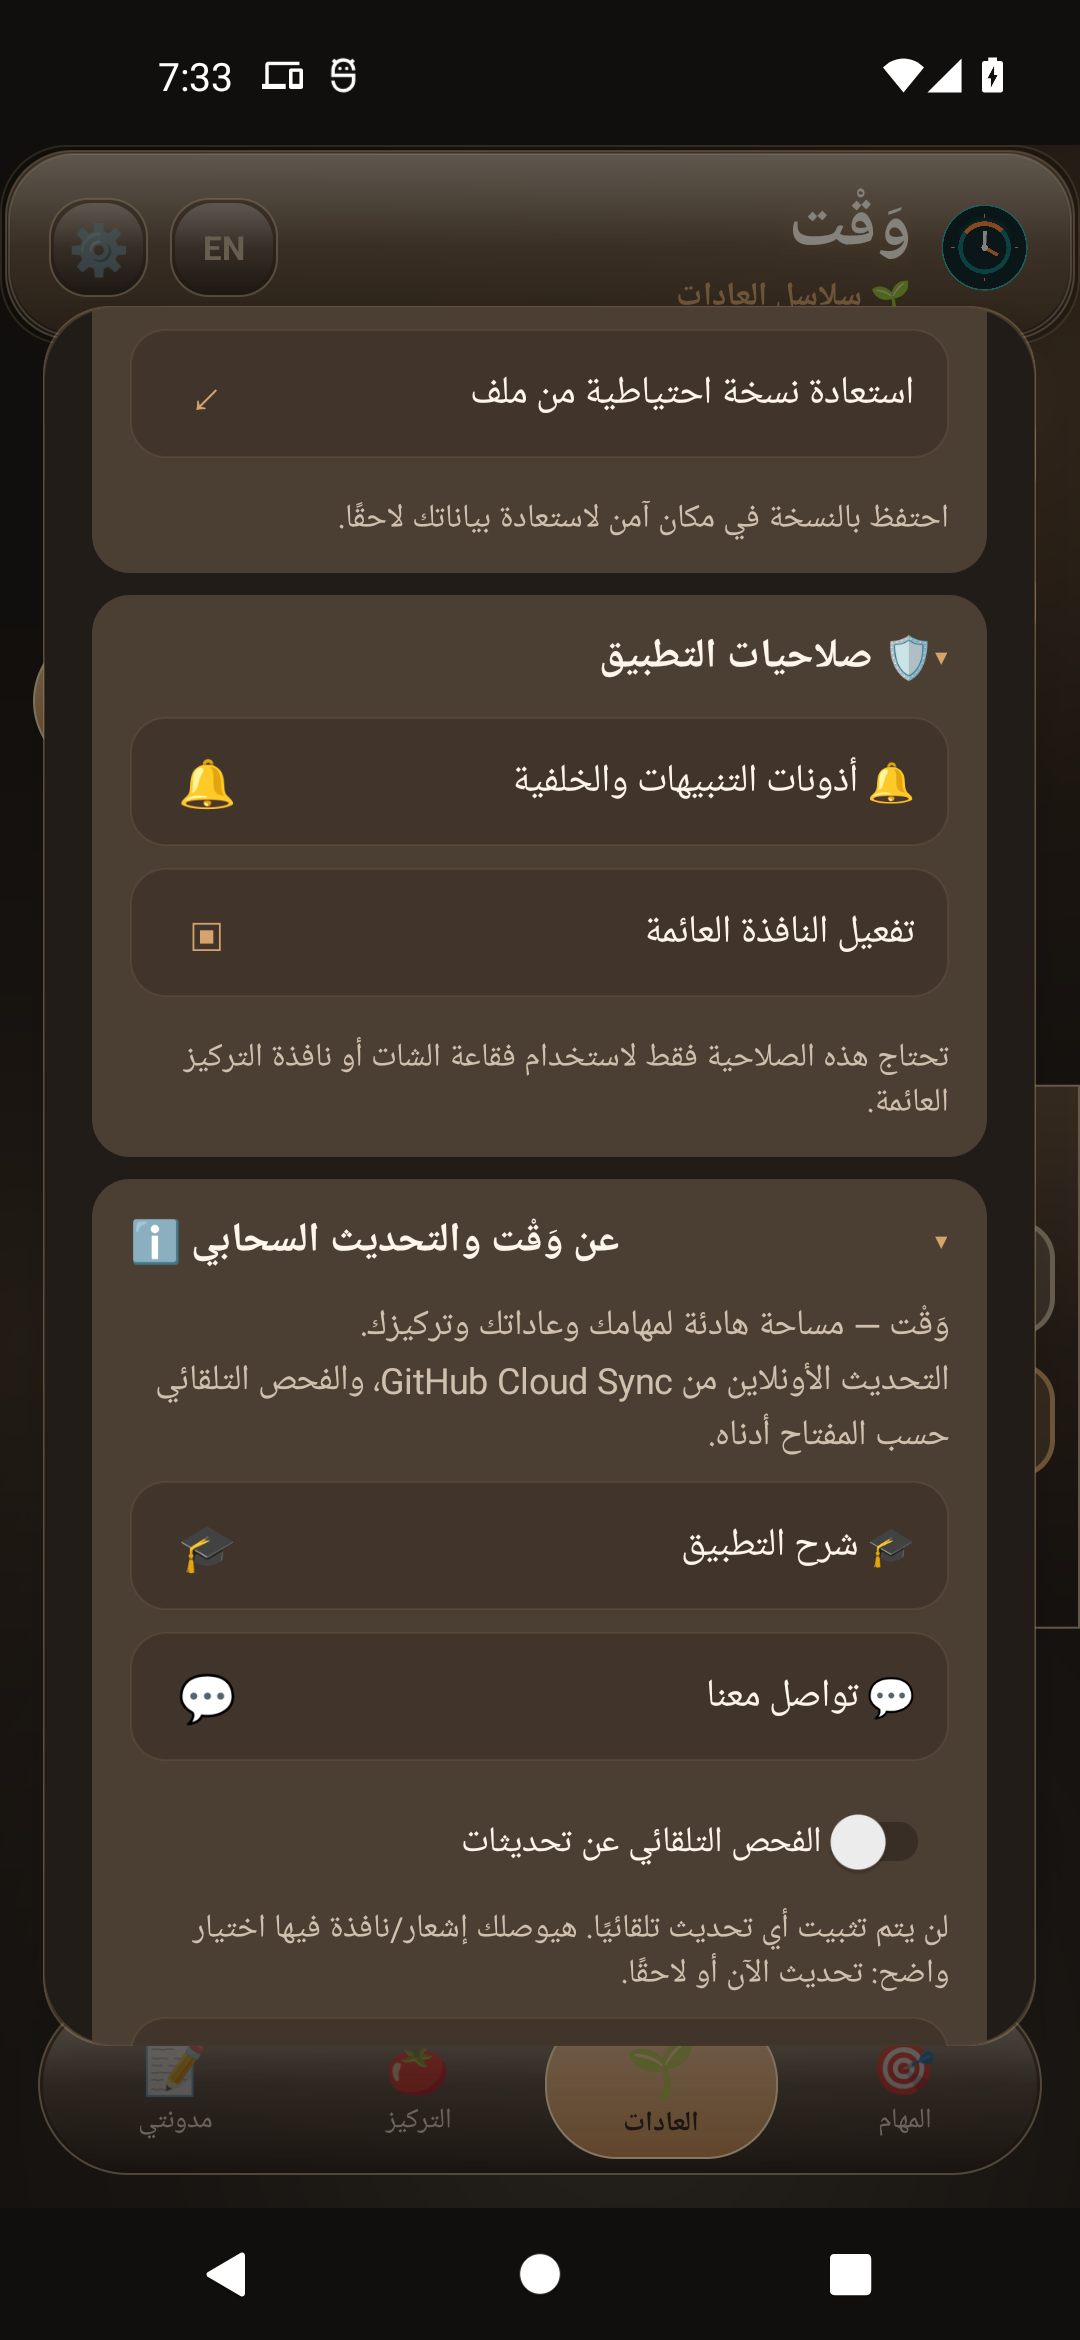 7:33
وَقْت
EN
🌱 سلاسل العادات
استعادة نسخة احتياطية من ملف
احتفظ بالنسخة في مكان آمن لاستعادة بياناتك لاحقًا.
🛡️ صلاحيات التطبيق
🔔 أذونات التنبيهات والخلفية
تفعيل النافذة العائمة
تحتاج هذه الصلاحية فقط لاستخدام فقاعة الشات أو نافذة التركيز
العائمة.
عن وَقْت والتحديث السحابي ℹ️
وَقْت — مساحة هادئة لمهامك وعاداتك وتركيزك.
التحديث الأونلاين من GitHub Cloud Sync، والفحص التلقائي
حسب المفتاح أدناه.
🎓 شرح التطبيق
💬 تواصل معنا
الفحص التلقائي عن تحديثات
لن يتم تثبيت أي تحديث تلقائيًا. هيوصلك إشعار/نافذة فيها اختيار
واضح: تحديث الآن أو لاحقًا.
المهام
العادات
التركيز
مدونتي